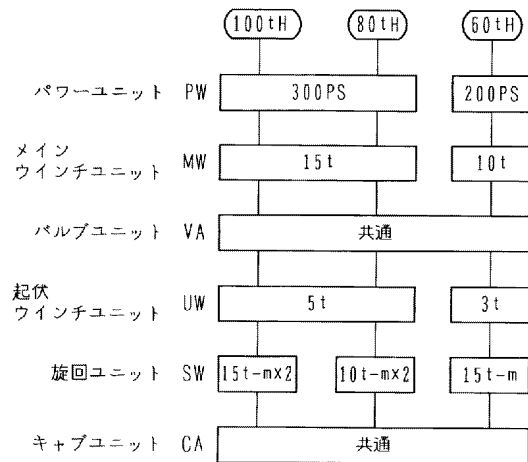 100tH 80tH 60tH
パワーユニット PW 300PS 200PS
メイン
ウインチユニット MW 15t 10t
バルブユニット VA 共通
起伏
ウインチユニット UW 5t 3t
旋回ユニット SW 15t-m×2 10t-m×2 15t-m
キャブユニット CA 共通